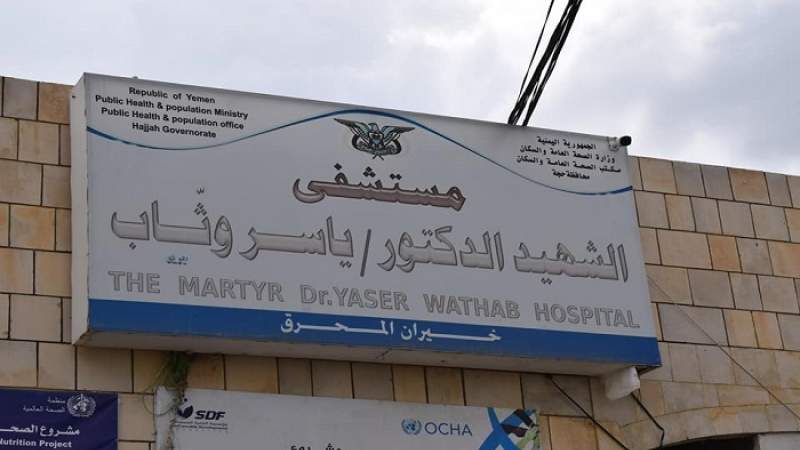 Republic of Yemen
Public Health & population Ministry
Public Health & population office
Hajjah Governorate
الجمهورية اليمنية
وزارة الصحة العامة والسكان
مكتب الصحة العامة والسكان
محافظة حجة
مستشفى
الشهيد الدكتور/ ياسر وثّاب
THE MARTYR Dr.YASER WATHAB HOSPITAL
خيران المحرق
منظمة
الصحة العالمية
مشروع الصحة
Nutrition Project
SDF
OCHA